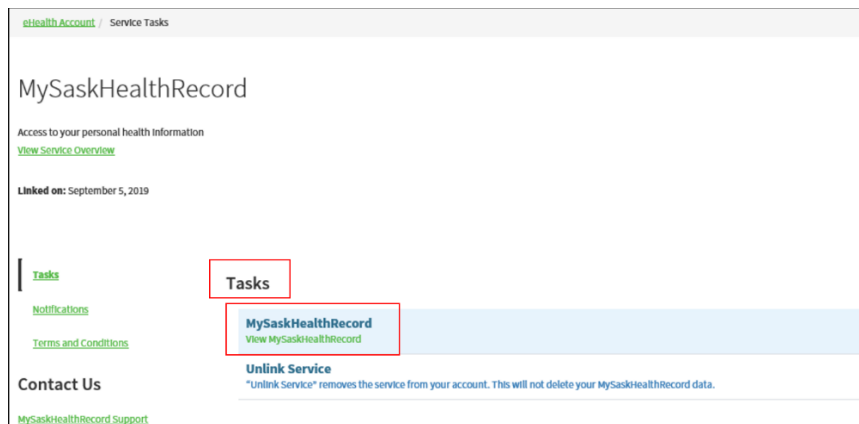 eHealth Account / Service Tasks
MySaskHealthRecord
Access to your personal health information
View Service Overview
Linked on: September 5, 2019
Tasks
Notifications
Terms and Conditions
Contact Us
MySaskHealthRecord Support
Tasks
MySaskHealthRecord
View MySaskHealthRecord
Unlink Service
"Unlink Service" removes the service from your account. This will not delete your MySaskHealthRecord data.